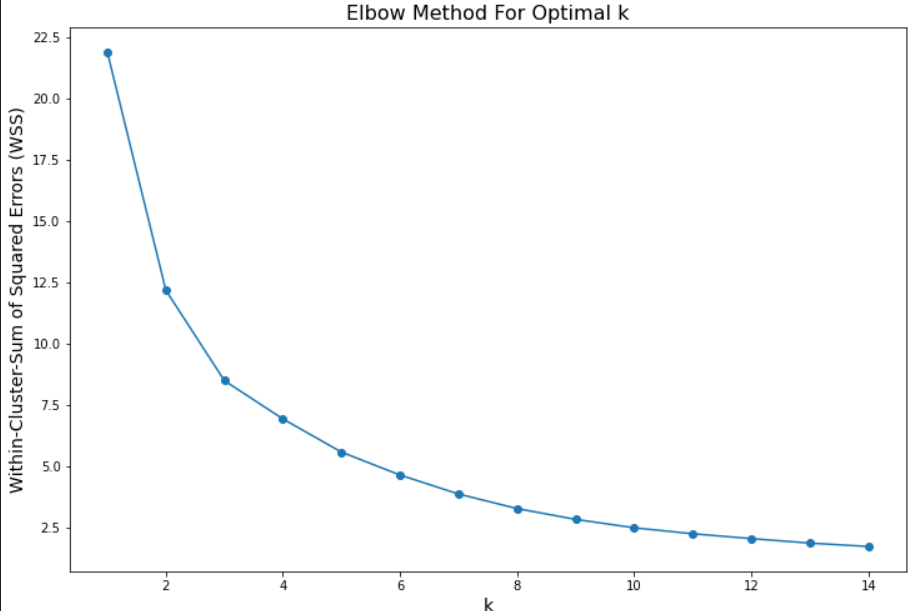 Elbow Method For Optimal k
Within-Cluster-Sum of Squared Errors (WSS)
22.5
20.0
17.5
15.0
12.5
10.0
7.5
5.0
2.5
2 4 6 8 10 12 14
k